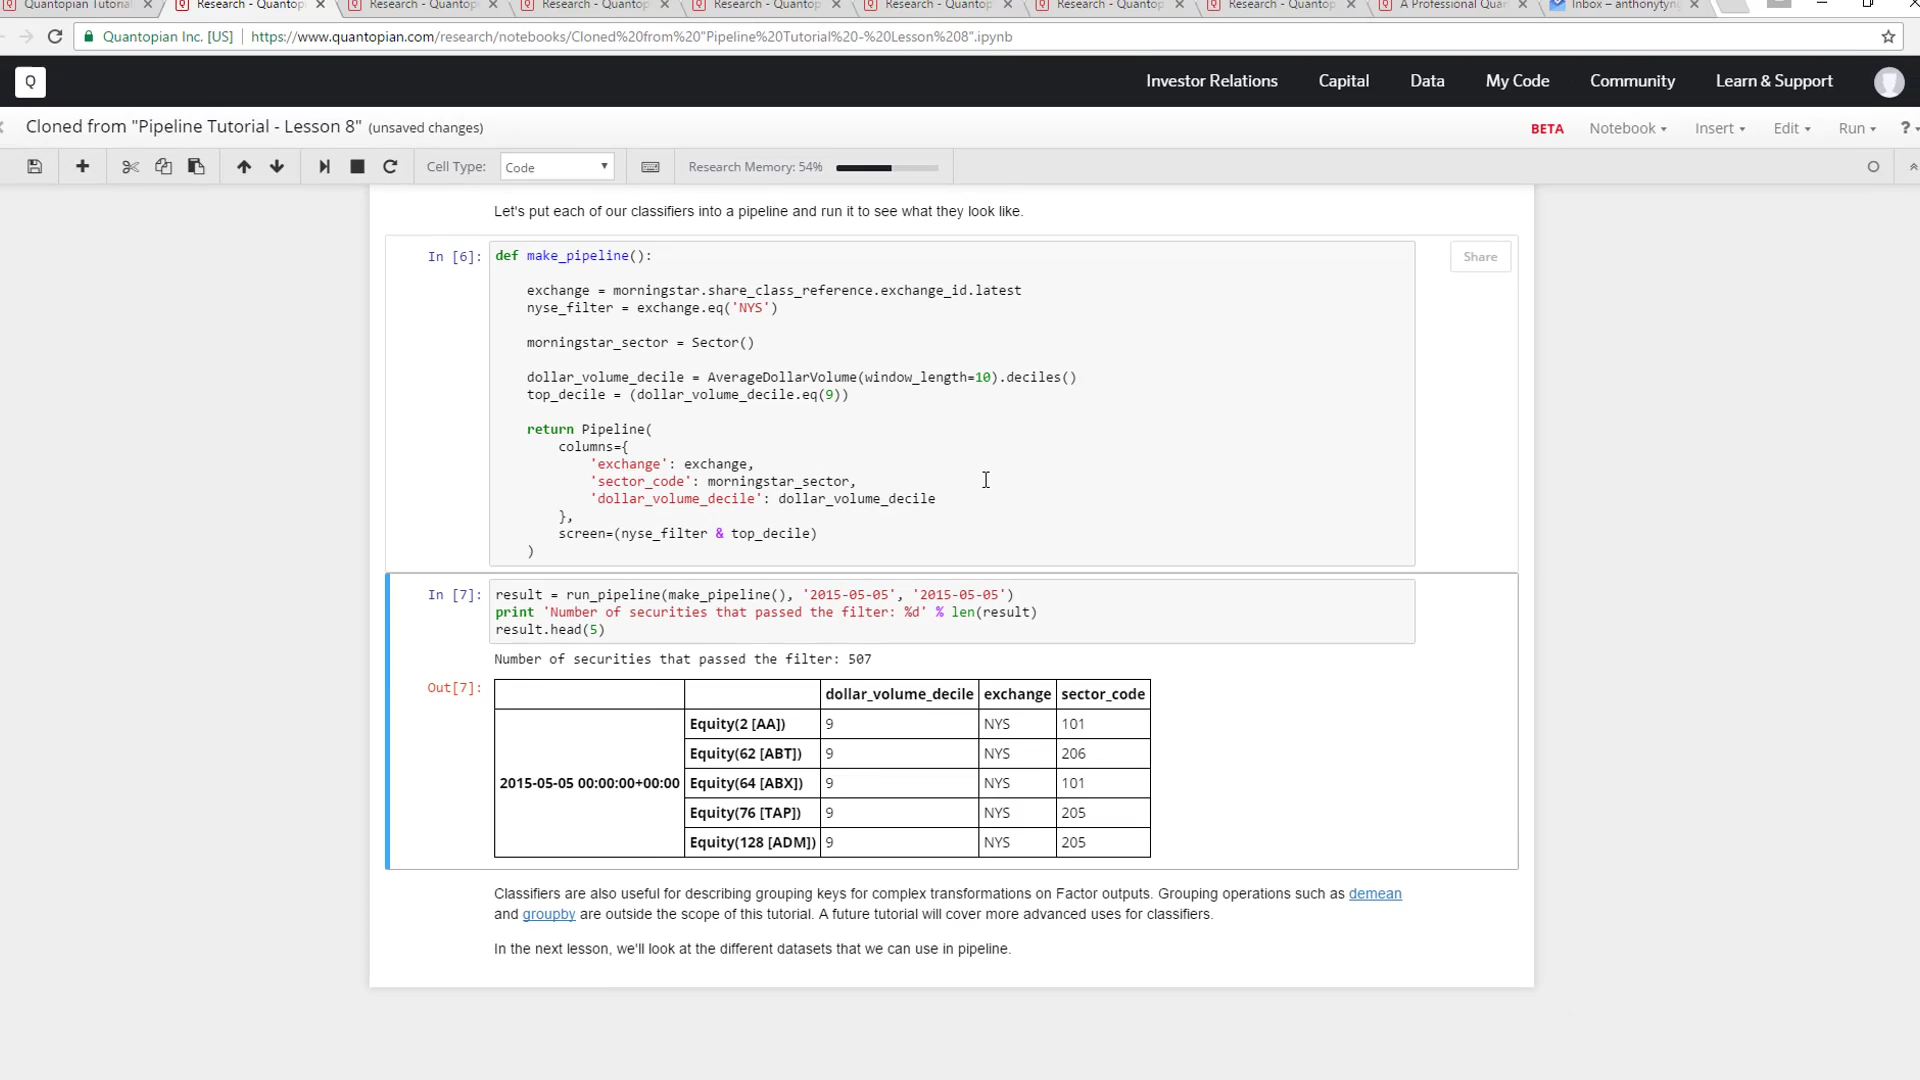 Quantopian Tutorial
Research - Quantop
Research - Quantop
Research - Quantop
Research - Quantop
Research - Quantop
Research - Quantop
Research - Quantop
A Professional Quan
Inbox – anthonytyng
Quantopian Inc. [US]
https://www.quantopian.com/research/notebooks/Cloned%20from%20"Pipeline%20Tutorial%20-%20Lesson%208".ipynb
Q
Investor Relations
Capital
Data
My Code
Community
Learn & Support
Cloned from "Pipeline Tutorial - Lesson 8" (unsaved changes)
BETA
Notebook
Insert
Edit
Run
?
Cell Type:
Code
Research Memory: 54%
Let's put each of our classifiers into a pipeline and run it to see what they look like.
In [6]:
Share
def make_pipeline():
exchange = morningstar.share_class_reference.exchange_id.latest
nyse_filter = exchange.eq('NYS')
morningstar_sector = Sector()
dollar_volume_decile = AverageDollarVolume(window_length=10).deciles()
top_decile = (dollar_volume_decile.eq(9))
return Pipeline(
columns={
'exchange': exchange,
'sector_code': morningstar_sector,
'dollar_volume_decile': dollar_volume_decile
},
screen=(nyse_filter & top_decile)
)
In [7]:
result = run_pipeline(make_pipeline(), '2015-05-05', '2015-05-05')
print 'Number of securities that passed the filter: %d' % len(result)
result.head(5)
Number of securities that passed the filter: 507
Out[7]:
dollar_volume_decile exchange sector_code
Equity(2 [AA]) 9 NYS 101
Equity(62 [ABT]) 9 NYS 206
2015-05-05 00:00:00+00:00 Equity(64 [ABX]) 9 NYS 101
Equity(76 [TAP]) 9 NYS 205
Equity(128 [ADM]) 9 NYS 205
Classifiers are also useful for describing grouping keys for complex transformations on Factor outputs. Grouping operations such as demean
and groupby are outside the scope of this tutorial. A future tutorial will cover more advanced uses for classifiers.
In the next lesson, we'll look at the different datasets that we can use in pipeline.